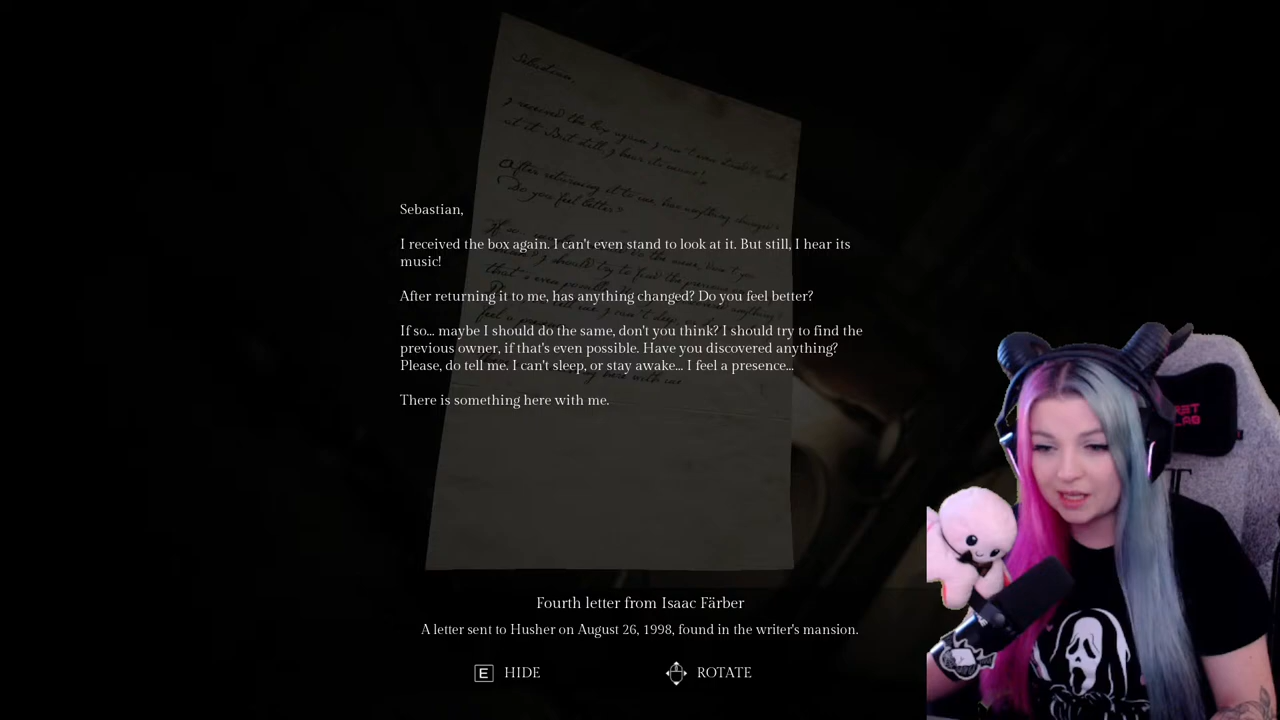 Sebastian,
I received the box again. I can't even stand to look at it. But still, I hear its
music!
After returning it to me, has anything changed? Do you feel better?
If so... maybe I should do the same, don't you think? I should try to find the
previous owner, if that's even possible. Have you discovered anything?
Please, do tell me. I can't sleep, or stay awake... I feel a presence...
There is something here with me.
Fourth letter from Isaac Färber
A letter sent to Husher on August 26, 1998, found in the writer's mansion.
E HIDE
ROTATE